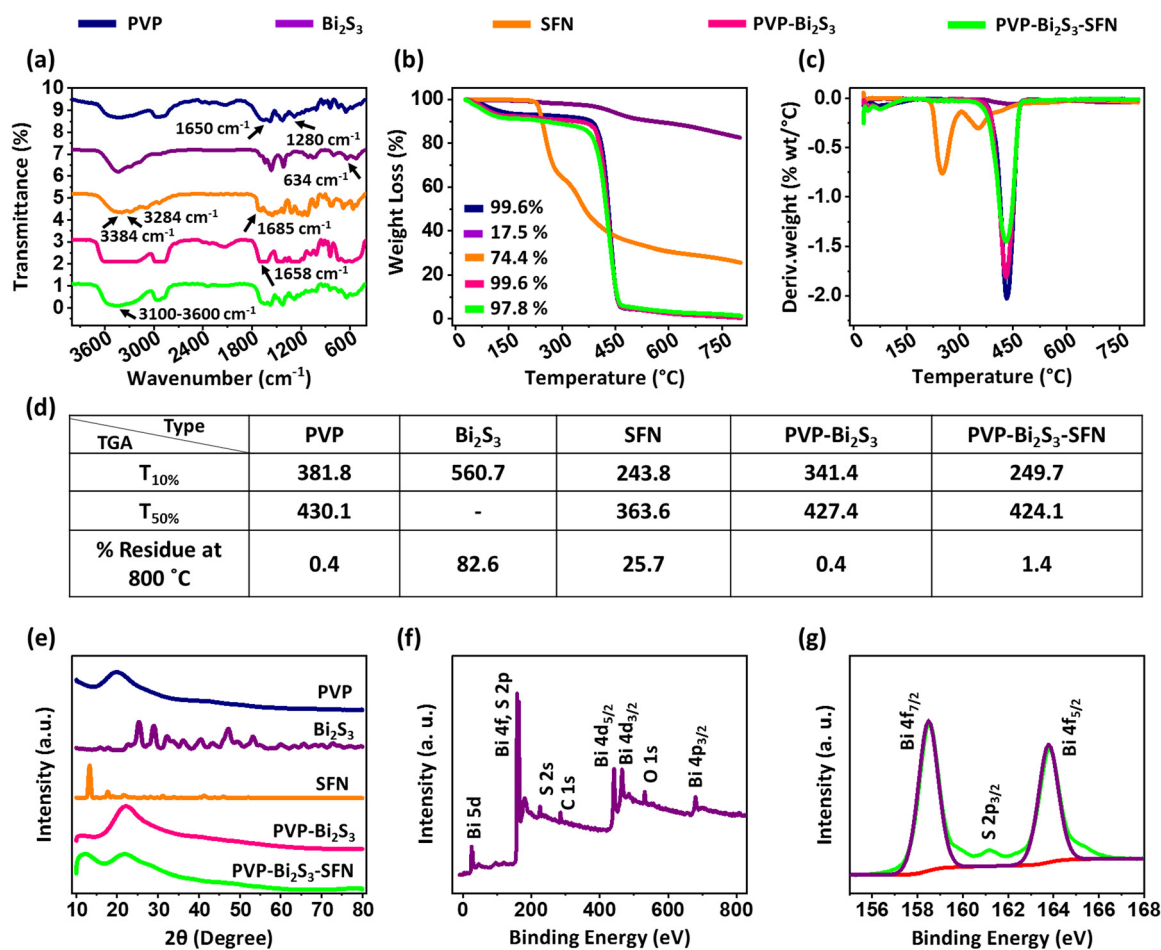 PVP Bi₂S₃ SFN PVP-Bi₂S₃ PVP-Bi₂S₃-SFN
(a)
Transmittance (%)
10
9
7
6
5
4
3
2
1
0
1650 cm⁻¹
1280 cm⁻¹
634 cm⁻¹
3284 cm⁻¹
3384 cm⁻¹
1685 cm⁻¹
1658 cm⁻¹
3100-3600 cm⁻¹
3600 3000 2400 1800 1200 600
Wavenumber (cm⁻¹)
(b)
Weight Loss (%)
100
80
60
40
20
0
99.6%
17.5 %
74.4 %
99.6 %
97.8 %
0 150 300 450 600 750
Temperature (°C)
(c)
Deriv.weight (% wt/°C)
0.0
-0.5
-1.0
-1.5
-2.0
0 150 300 450 600 750
Temperature (°C)
(d)
Type
TGA
PVP Bi₂S₃ SFN PVP-Bi₂S₃ PVP-Bi₂S₃-SFN
T₁₀% 381.8 560.7 243.8 341.4 249.7
T₅₀% 430.1 - 363.6 427.4 424.1
% Residue at
800 ˚C
0.4 82.6 25.7 0.4 1.4
(e)
Intensity (a.u.)
PVP
Bi₂S₃
SFN
PVP-Bi₂S₃
PVP-Bi₂S₃-SFN
10 20 30 40 50 60 70 80
2θ (Degree)
(f)
Intensity (a. u.)
Bi 5d
Bi 4f, S 2p
S 2s
C 1s
Bi 4d₅/₂
Bi 4d₃/₂
O 1s
Bi 4p₃/₂
0 200 400 600 800
Binding Energy (eV)
(g)
Intensity (a. u.)
Bi 4f₇/₂
S 2p₃/₂
Bi 4f₅/₂
156 158 160 162 164 166 168
Binding Energy (eV)